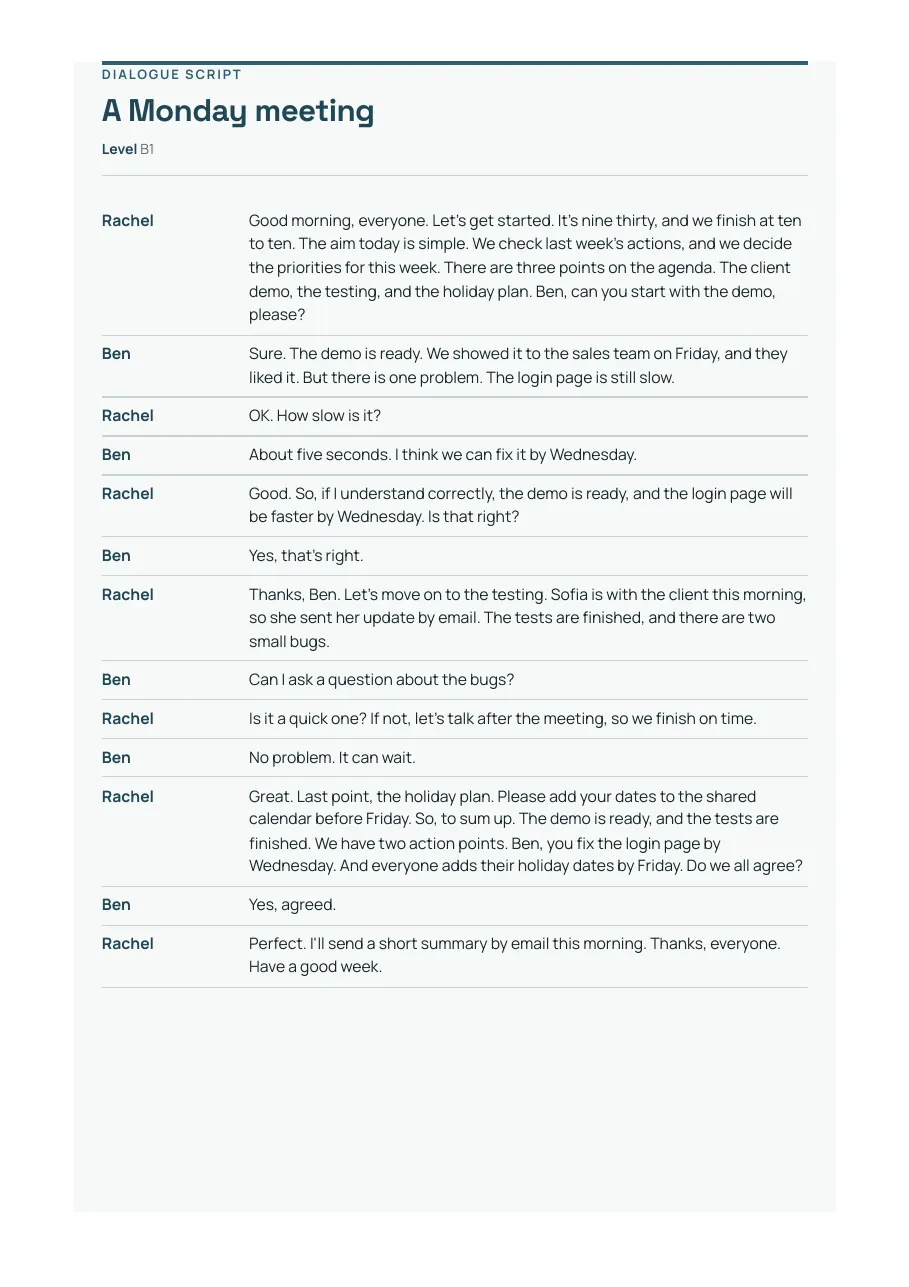 DIALOGUE SCRIPT
A Monday meeting
Level B1
Rachel
Good morning, everyone. Let's get started. It's nine thirty, and we finish at ten
to ten. The aim today is simple. We check last week's actions, and we decide
the priorities for this week. There are three points on the agenda. The client
demo, the testing, and the holiday plan. Ben, can you start with the demo,
please?
Ben
Sure. The demo is ready. We showed it to the sales team on Friday, and they
liked it. But there is one problem. The login page is still slow.
Rachel
OK. How slow is it?
Ben
About five seconds. I think we can fix it by Wednesday.
Rachel
Good. So, if I understand correctly, the demo is ready, and the login page will
be faster by Wednesday. Is that right?
Ben
Yes, that's right.
Rachel
Thanks, Ben. Let's move on to the testing. Sofia is with the client this morning,
so she sent her update by email. The tests are finished, and there are two
small bugs.
Ben
Can I ask a question about the bugs?
Rachel
Is it a quick one? If not, let's talk after the meeting, so we finish on time.
Ben
No problem. It can wait.
Rachel
Great. Last point, the holiday plan. Please add your dates to the shared
calendar before Friday. So, to sum up. The demo is ready, and the tests are
finished. We have two action points. Ben, you fix the login page by
Wednesday. And everyone adds their holiday dates by Friday. Do we all agree?
Ben
Yes, agreed.
Rachel
Perfect. I'll send a short summary by email this morning. Thanks, everyone.
Have a good week.